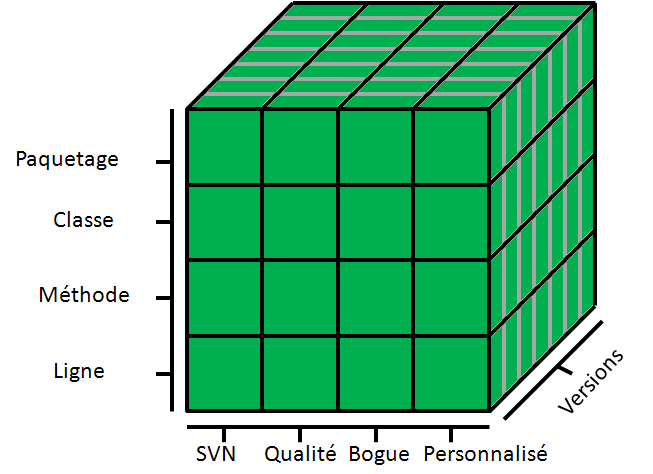 Paquetage
Classe
Méthode
Ligne
Versions
SVN Qualité Bogue Personnalisé